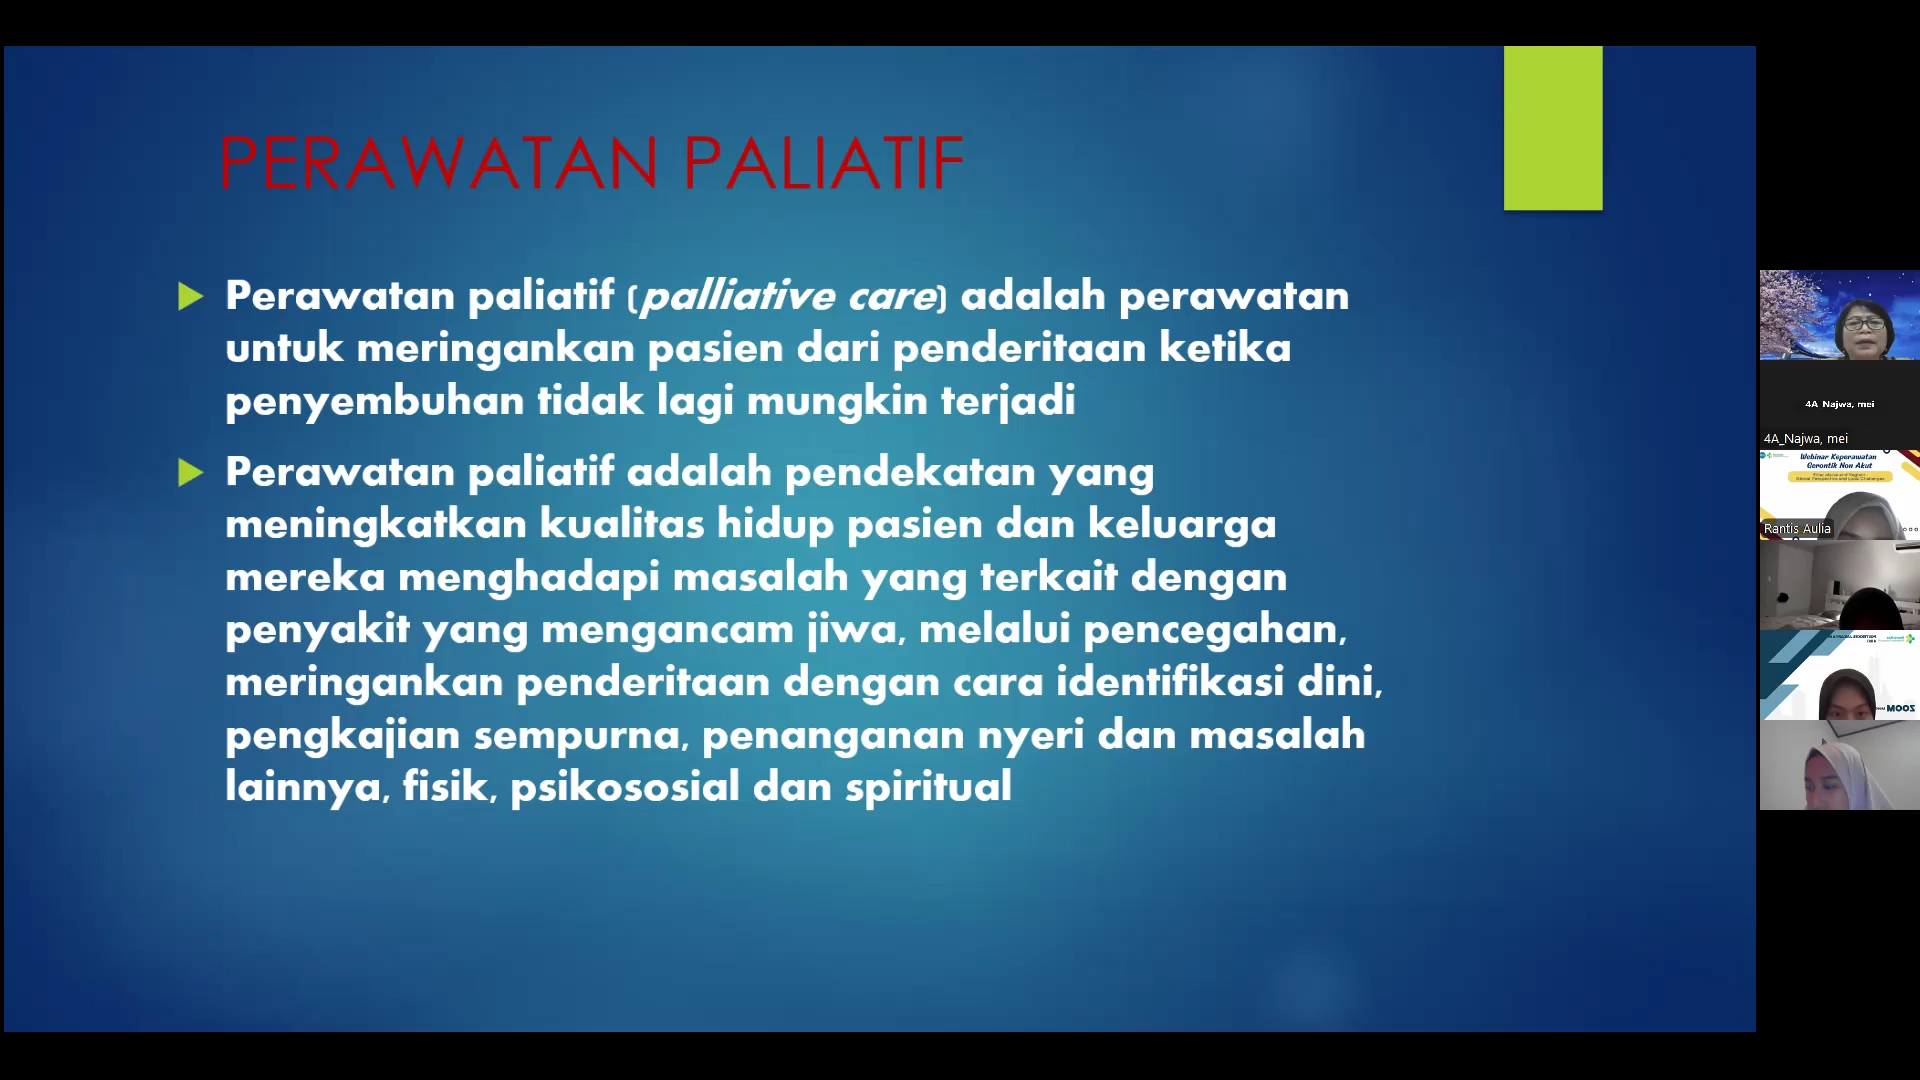 PERAWATAN PALIATIF
Perawatan paliatif (palliative care) adalah perawatan
untuk meringankan pasien dari penderitaan ketika
penyembuhan tidak lagi mungkin terjadi
Perawatan paliatif adalah pendekatan yang
meningkatkan kualitas hidup pasien dan keluarga
mereka menghadapi masalah yang terkait dengan
penyakit yang mengancam jiwa, melalui pencegahan,
meringankan penderitaan dengan cara identifikasi dini,
pengkajian sempurna, penanganan nyeri dan masalah
lainnya, fisik, psikososial dan spiritual
4A_Najwa, mei
4A_Najwa, mei
Webinar Keperawatan
Gerontik Non Akut
Rantis Aulia
ZOOM